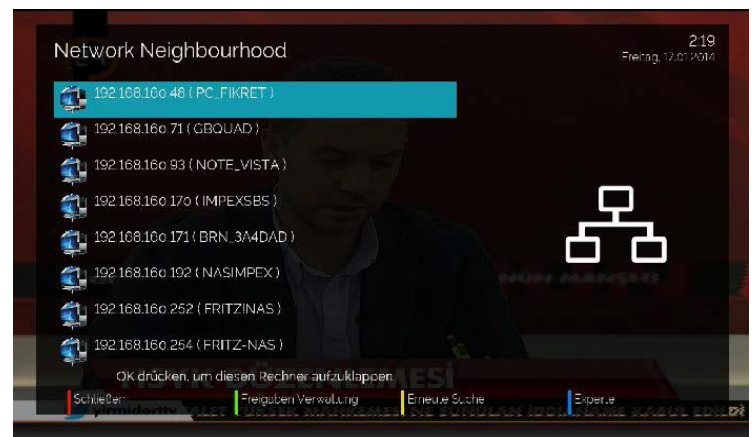 Network Neighbourhood
2:19
Freitag, 17.01.2014
192.168.160.48 ( PC_FIKRET )
192.168.160.71 ( GBQUAD )
192.168.160.93 ( NOTE_VISTA )
192.168.160.170 ( IMPEXSBS )
192.168.160.171 ( BRN_3A4DAD )
192.168.160.192 ( NASIMPEX )
192.168.160.252 ( FRITZNAS )
192.168.160.254 ( FRITZ-NAS )
OK drücken, um diesen Rechner aufzuklappen
Schließen
Freigaben Verwaltung
Erneute Suche
Experte